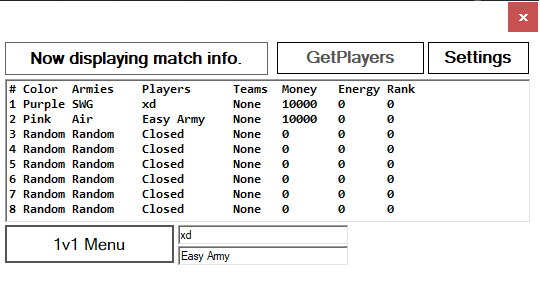 Now displaying match info. GetPlayers Settings
# Color Armies Players Teams Money Energy Rank
1 Purple SWG xd None 10000 0 0
2 Pink Air Easy Army None 10000 0 0
3 Random Random Closed None 0 0 0
4 Random Random Closed None 0 0 0
5 Random Random Closed None 0 0 0
6 Random Random Closed None 0 0 0
7 Random Random Closed None 0 0 0
8 Random Random Closed None 0 0 0
1v1 Menu
xd
Easy Army